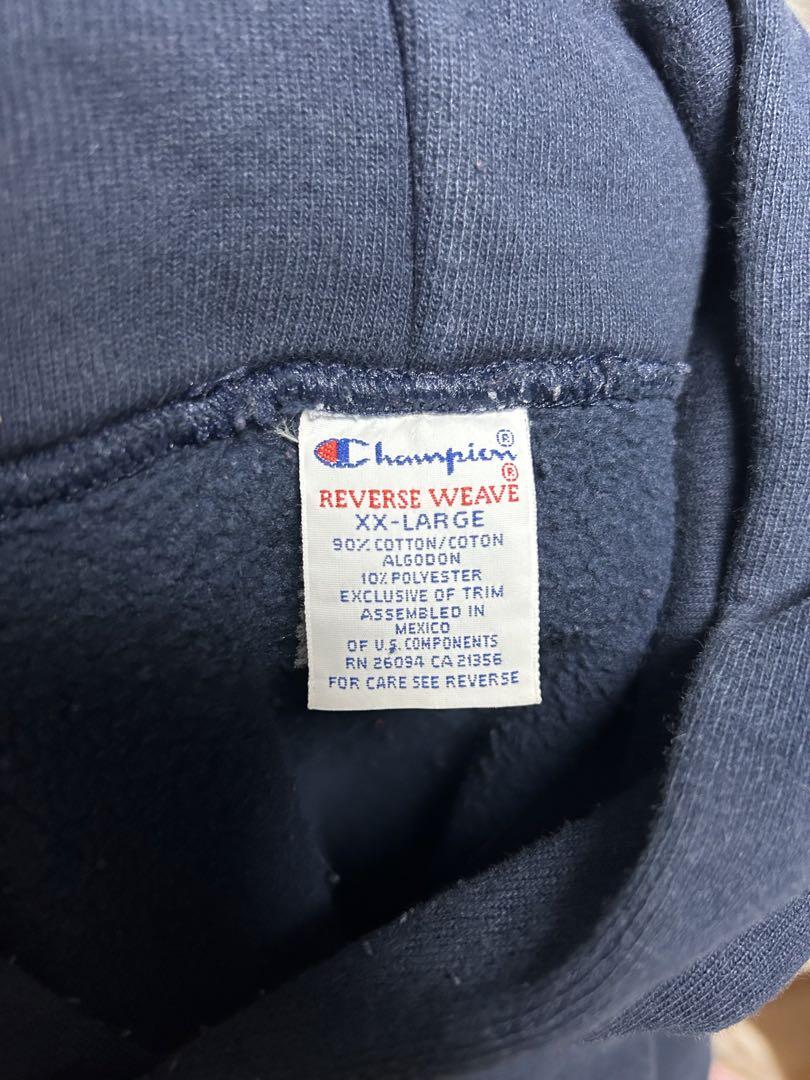 Champion®
®
REVERSE WEAVE
XX-LARGE
90% COTTON/COTON
ALGODON
10% POLYESTER
EXCLUSIVE OF TRIM
ASSEMBLED IN
MEXICO
OF U.S. COMPONENTS
RN 26094 CA 21356
FOR CARE SEE REVERSE